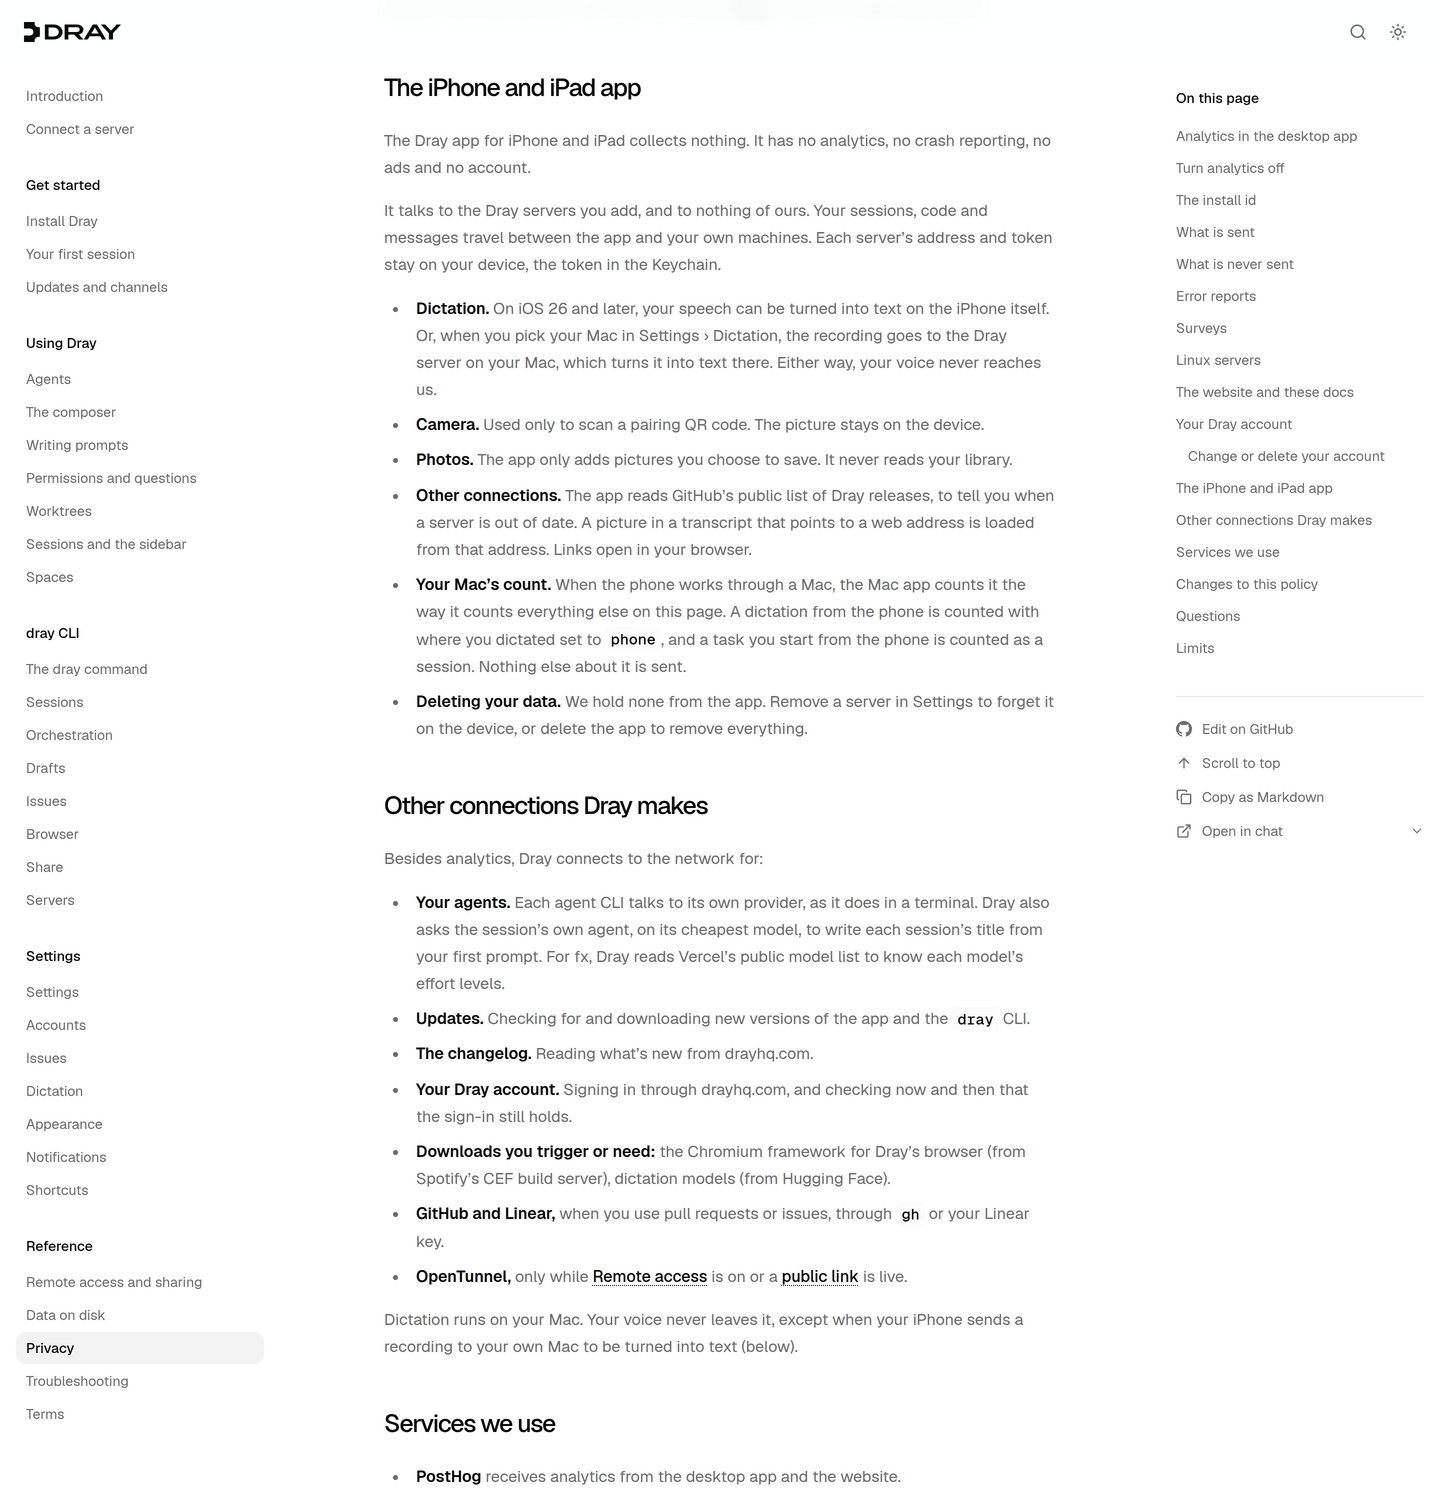 DRAY
Introduction
Connect a server
Get started
Install Dray
Your first session
Updates and channels
Using Dray
Agents
The composer
Writing prompts
Permissions and questions
Worktrees
Sessions and the sidebar
Spaces
dray CLI
The dray command
Sessions
Orchestration
Drafts
Issues
Browser
Share
Servers
Settings
Settings
Accounts
Issues
Dictation
Appearance
Notifications
Shortcuts
Reference
Remote access and sharing
Data on disk
Privacy
Troubleshooting
Terms
The iPhone and iPad app
The Dray app for iPhone and iPad collects nothing. It has no analytics, no crash reporting, no
ads and no account.
It talks to the Dray servers you add, and to nothing of ours. Your sessions, code and
messages travel between the app and your own machines. Each server’s address and token
stay on your device, the token in the Keychain.
• Dictation. On iOS 26 and later, your speech can be turned into text on the iPhone itself.
Or, when you pick your Mac in Settings › Dictation, the recording goes to the Dray
server on your Mac, which turns it into text there. Either way, your voice never reaches
us.
• Camera. Used only to scan a pairing QR code. The picture stays on the device.
• Photos. The app only adds pictures you choose to save. It never reads your library.
• Other connections. The app reads GitHub’s public list of Dray releases, to tell you when
a server is out of date. A picture in a transcript that points to a web address is loaded
from that address. Links open in your browser.
• Your Mac’s count. When the phone works through a Mac, the Mac app counts it the
way it counts everything else on this page. A dictation from the phone is counted with
where you dictated set to phone, and a task you start from the phone is counted as a
session. Nothing else about it is sent.
• Deleting your data. We hold none from the app. Remove a server in Settings to forget it
on the device, or delete the app to remove everything.
Other connections Dray makes
Besides analytics, Dray connects to the network for:
• Your agents. Each agent CLI talks to its own provider, as it does in a terminal. Dray also
asks the session’s own agent, on its cheapest model, to write each session’s title from
your first prompt. For fx, Dray reads Vercel’s public model list to know each model’s
effort levels.
• Updates. Checking for and downloading new versions of the app and the dray CLI.
• The changelog. Reading what’s new from drayhq.com.
• Your Dray account. Signing in through drayhq.com, and checking now and then that
the sign-in still holds.
• Downloads you trigger or need: the Chromium framework for Dray’s browser (from
Spotify’s CEF build server), dictation models (from Hugging Face).
• GitHub and Linear, when you use pull requests or issues, through gh or your Linear
key.
• OpenTunnel, only while Remote access is on or a public link is live.
Dictation runs on your Mac. Your voice never leaves it, except when your iPhone sends a
recording to your own Mac to be turned into text (below).
Services we use
• PostHog receives analytics from the desktop app and the website.
On this page
Analytics in the desktop app
Turn analytics off
The install id
What is sent
What is never sent
Error reports
Surveys
Linux servers
The website and these docs
Your Dray account
Change or delete your account
The iPhone and iPad app
Other connections Dray makes
Services we use
Changes to this policy
Questions
Limits
Edit on GitHub
Scroll to top
Copy as Markdown
Open in chat